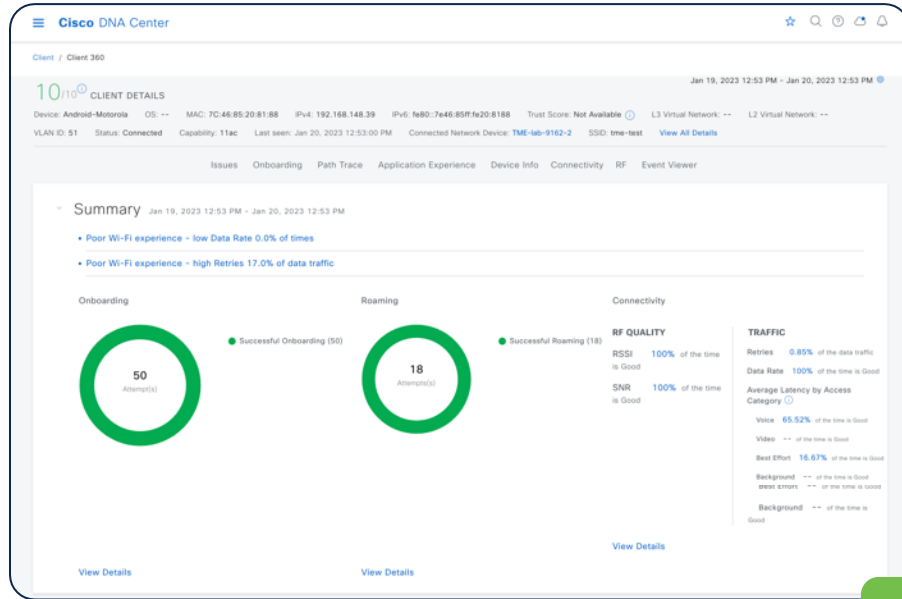 Cisco DNA Center
Client / Client 360
Jan 19, 2023 12:53 PM - Jan 20, 2023 12:53 PM
10/10 CLIENT DETAILS
Device: Android-Motorola OS: -- MAC: 7C:46:85:20:81:88 IPv4: 192.168.148.39 IPv6: fe80::7e46:85ff:fe20:8188 Trust Score: Not Available L3 Virtual Network: -- L2 Virtual Network: --
VLAN ID: 51 Status: Connected Capability: 11ac Last seen: Jan 20, 2023 12:53:00 PM Connected Network Device: TME-lab-9162-2 SSID: tme-test View All Details
Issues Onboarding Path Trace Application Experience Device Info Connectivity RF Event Viewer
Summary Jan 19, 2023 12:53 PM - Jan 20, 2023 12:53 PM
• Poor Wi-Fi experience - low Data Rate 0.0% of times
• Poor Wi-Fi experience - high Retries 17.0% of data traffic
Onboarding
50
Attempt(s)
Successful Onboarding (50)
View Details
Roaming
18
Attempts(s)
Successful Roaming (18)
View Details
Connectivity
RF QUALITY
RSSI 100% of the time
is Good
SNR 100% of the time
is Good
TRAFFIC
Retries 0.85% of the data traffic
Data Rate 100% of the time is Good
Average Latency by Access
Category
Voice 65.52% of the time is Good
Video -- of the time is Good
Best Effort 16.67% of the time is Good
Background -- of the time is Good
Best Effort -- of the time is Good
Background -- of the time is
Good
View Details